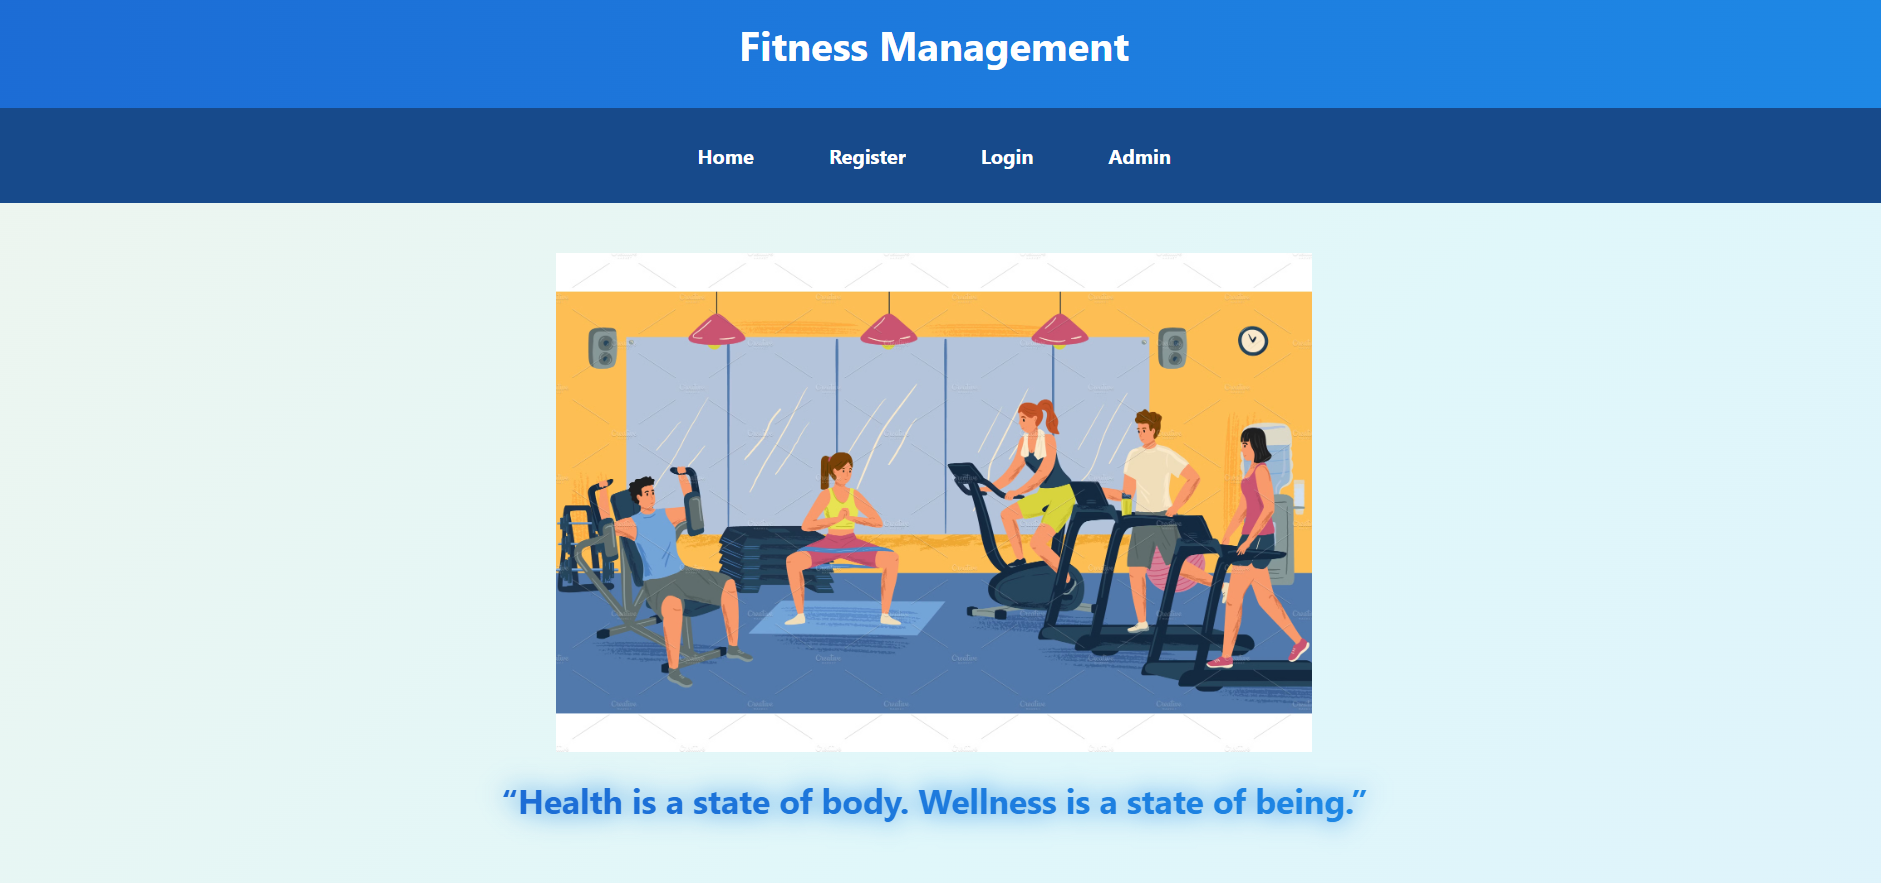 Fitness Management
Home Register Login Admin
“Health is a state of body. Wellness is a state of being.”